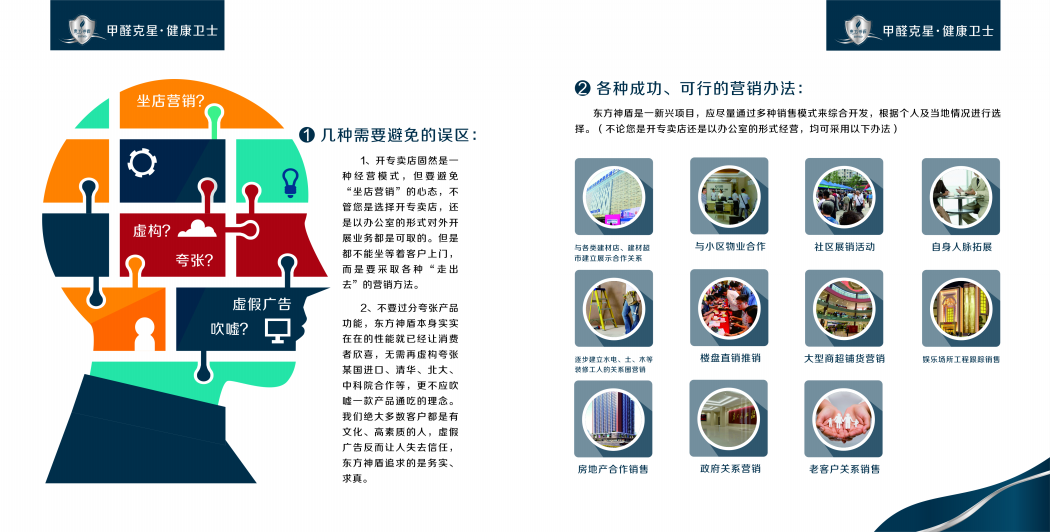 甲醛克星·健康卫士
坐店营销?
虚构?
夸张?
虚假广告
吹嘘?
1 几种需要避免的误区：
1、开专卖店固然是一
种经营模式，但要避免
“坐店营销”的心态，不
管您是选择开专卖店，还
是以办公室的形式对外开
展业务都是可取的。但是
都不能坐等着客户上门，
而是要采取各种“走出
去”的营销方法。
2、不要过分夸张产品
功能，东方神盾本身实实
在在的性能就已经让消费
者欣喜，无需再虚构夸张
某国进口、清华、北大、
中科院合作等，更不应吹
嘘一款产品通吃的理念。
我们绝大多数客户都是有
文化、高素质的人，虚假
广告反而让人失去信任，
东方神盾追求的是务实、
求真。
甲醛克星·健康卫士
2 各种成功、可行的营销办法：
东方神盾是一新兴项目，应尽量通过多种销售模式来综合开发，根据个人及当地情况进行选
择。（不论您是开专卖店还是以办公室的形式经营，均可采用以下办法）
与各类建材店、建材超
市建立展示合作关系
与小区物业合作
社区展销活动
自身人脉拓展
逐步建立水电、土、木等
装修工人的关系圈营销
楼盘直销推销
大型商超铺货营销
娱乐场所工程跟踪销售
房地产合作销售
政府关系营销
老客户关系销售